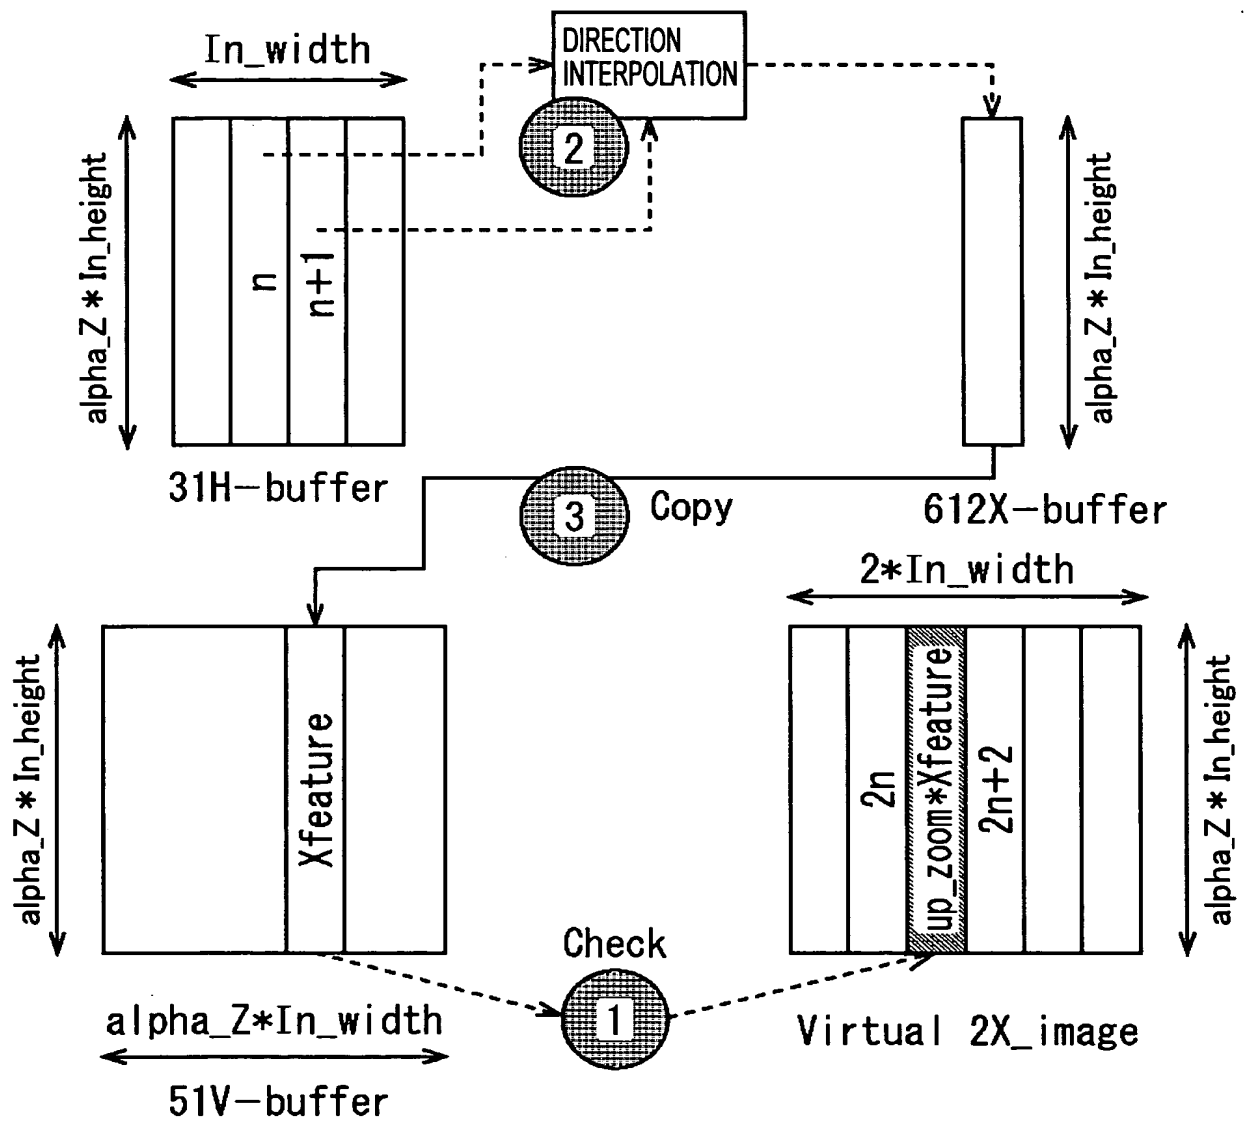 In_width
DIRECTION
INTERPOLATION
2
alpha_Z * In_height
n
n+1
alpha_Z * In_height
31H-buffer
3
Copy
612X-buffer
2*In_width
alpha_Z * In_height
Xfeature
2n
up_zoom*Xfeature
2n+2
alpha_Z * In_height
Check
1
alpha_Z*In_width
Virtual 2X_image
51V-buffer